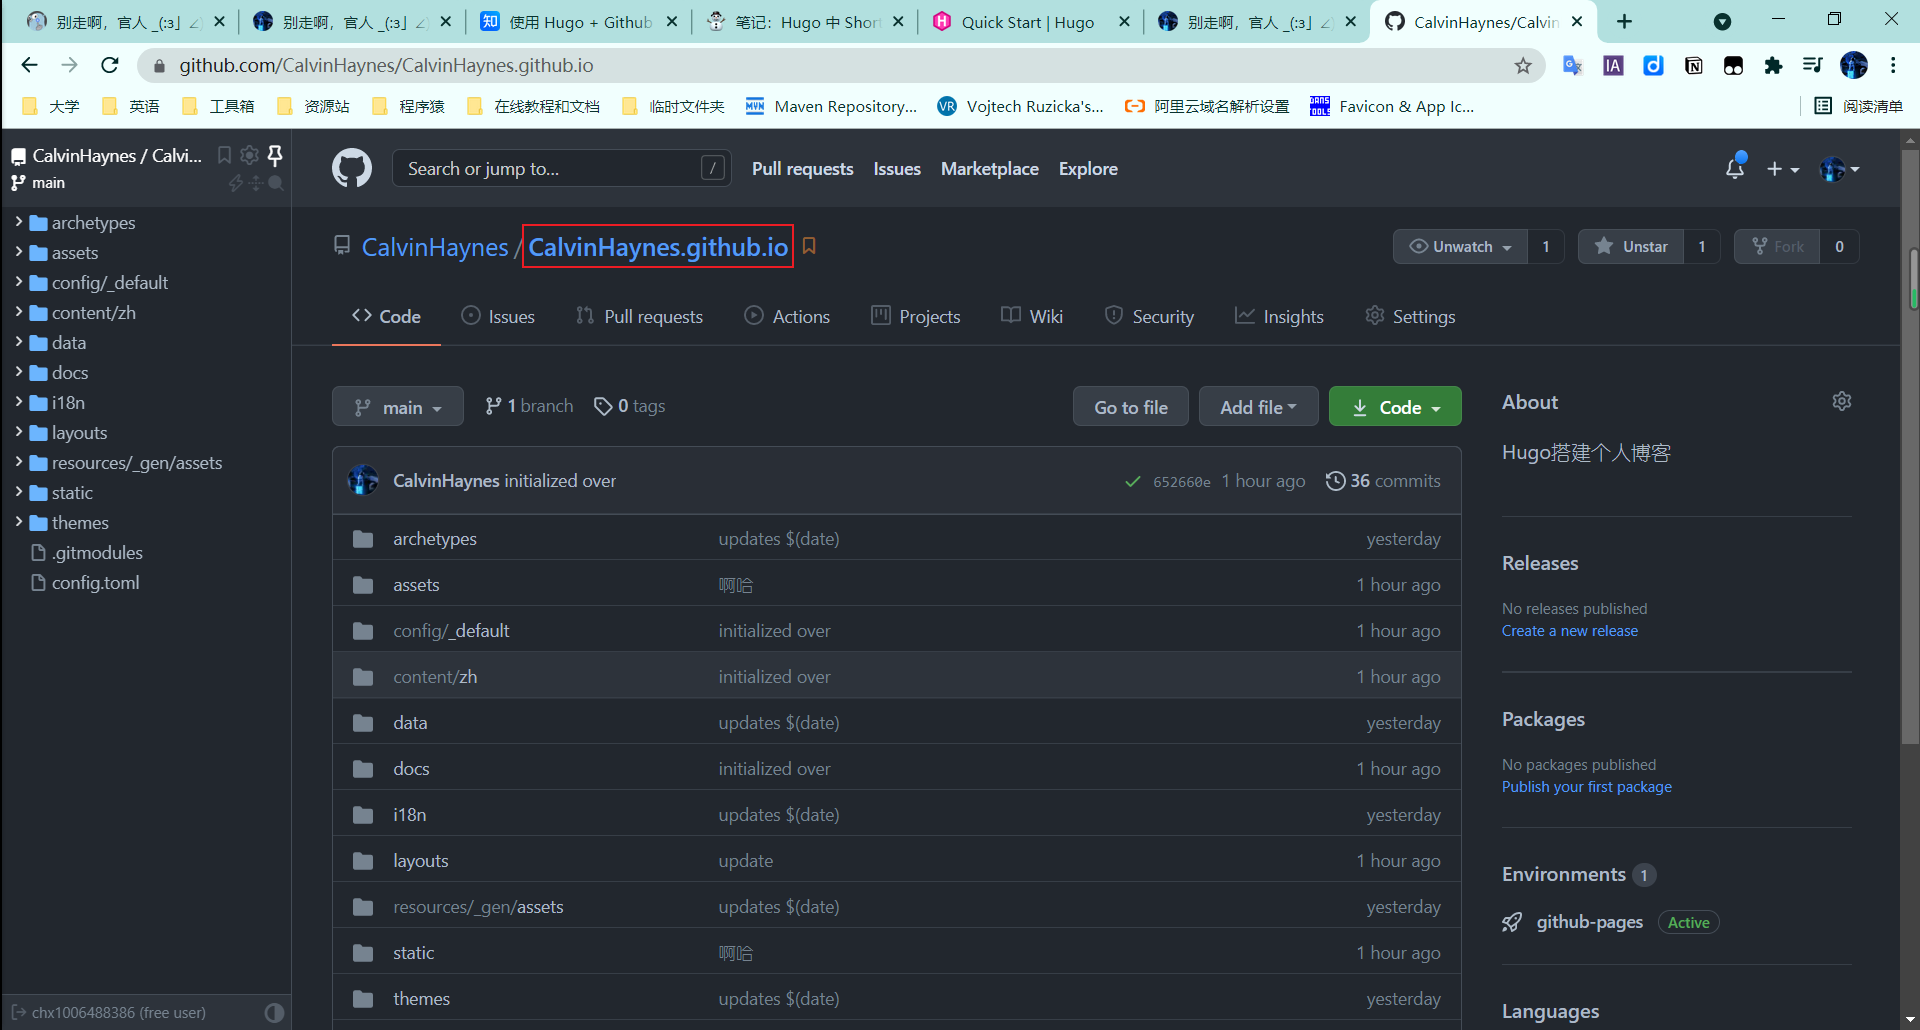 别走啊，官人 _(:з」∠)
别走啊，官人 _(:з」∠)
使用 Hugo + Github
笔记：Hugo 中 Shor
Quick Start | Hugo
别走啊，官人 _(:з」∠)
CalvinHaynes/Calvin
github.com/CalvinHaynes/CalvinHaynes.github.io
大学 英语 工具箱 资源站 程序猿 在线教程和文档 临时文件夹 Maven Repository... Vojtech Ruzicka's... 阿里云域名解析设置 Favicon & App Ic... 阅读清单
CalvinHaynes / Calvi...
main
archetypes
assets
config/_default
content/zh
data
docs
i18n
layouts
resources/_gen/assets
static
themes
.gitmodules
config.toml
chx1006488386 (free user)
Search or jump to... / Pull requests Issues Marketplace Explore
CalvinHaynes / CalvinHaynes.github.io
Unwatch 1 Unstar 1 Fork 0
Code Issues Pull requests Actions Projects Wiki Security Insights Settings
main 1 branch 0 tags Go to file Add file Code
CalvinHaynes initialized over 652660e 1 hour ago 36 commits
archetypes updates $(date) yesterday
assets 啊哈 1 hour ago
config/_default initialized over 1 hour ago
content/zh initialized over 1 hour ago
data updates $(date) yesterday
docs initialized over 1 hour ago
i18n updates $(date) yesterday
layouts update 1 hour ago
resources/_gen/assets updates $(date) yesterday
static 啊哈 1 hour ago
themes updates $(date) yesterday
About
Hugo搭建个人博客
Releases
No releases published
Create a new release
Packages
No packages published
Publish your first package
Environments 1
github-pages Active
Languages